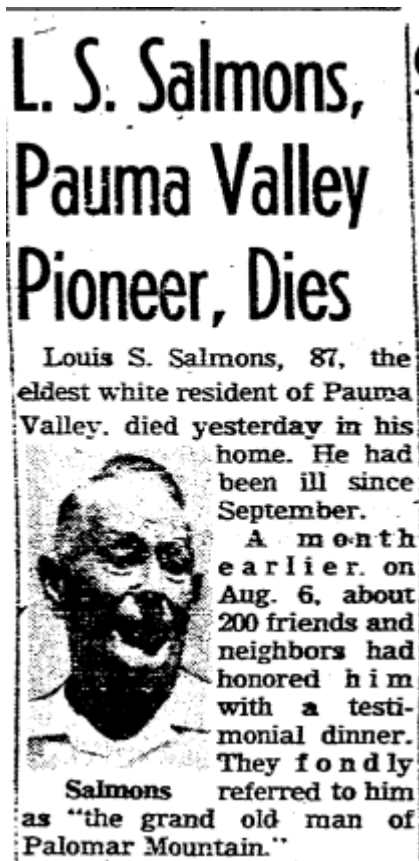 L. S. Salmons,
Pauma Valley
Pioneer, Dies
Louis S. Salmons, 87, the
eldest white resident of Pauma
Valley, died yesterday in his
home. He had
been ill since
September.
A month
earlier, on
Aug. 6, about
200 friends and
neighbors had
honored him
with a testi-
monial dinner.
They fondly
referred to him
Salmons
as "the grand old man of
Palomar Mountain."